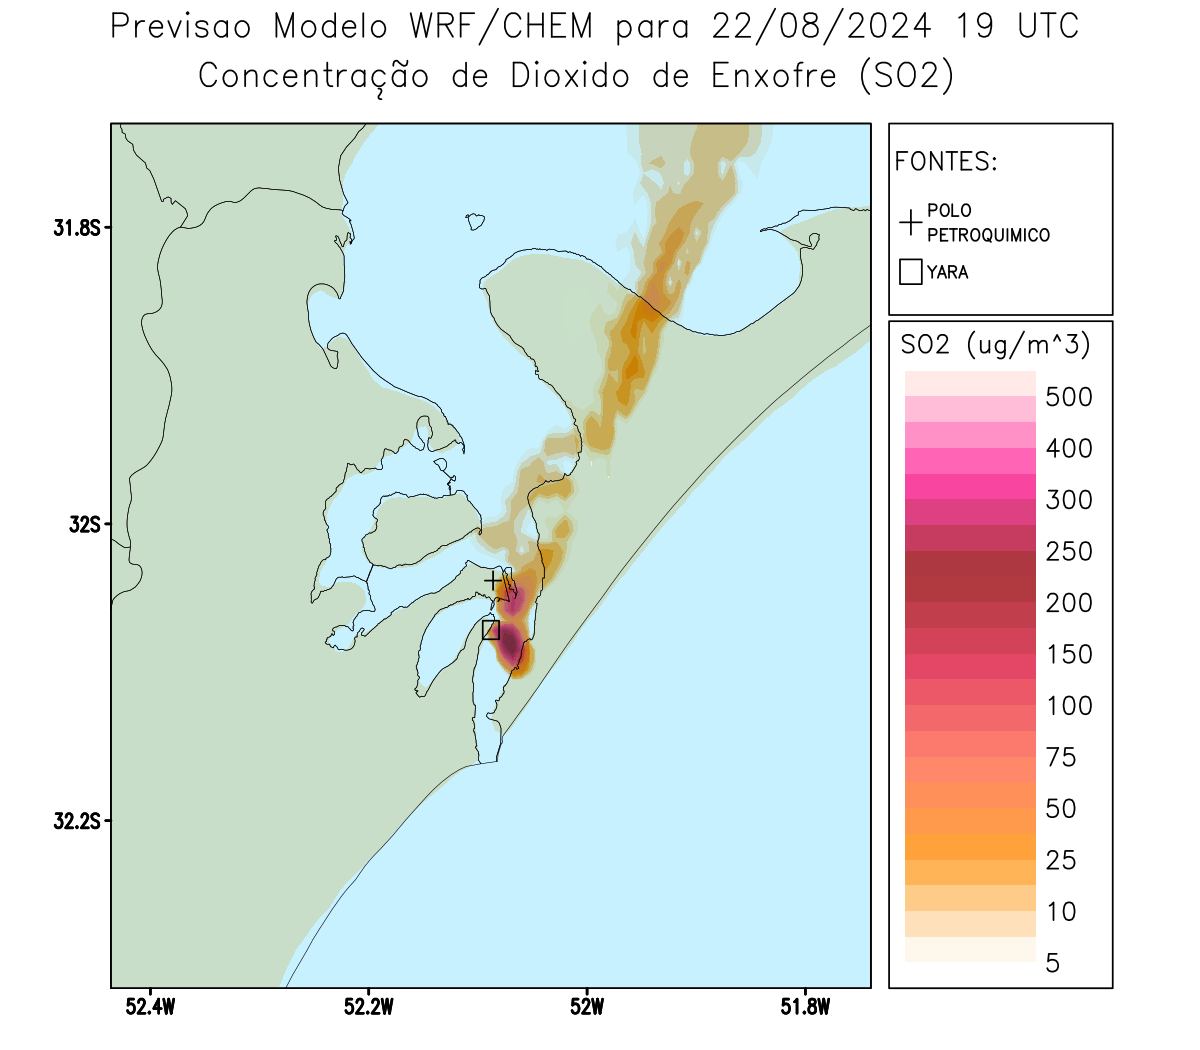 Previsao Modelo WRF/CHEM para 22/08/2024 19 UTC
Concentração de Dioxido de Enxofre (SO2)
FONTES:
POLO
PETROQUIMICO
YARA
SO2 (ug/m^3)
500
400
300
250
200
150
100
75
50
25
10
5
31.8S
32S
32.2S
52.4W
52.2W
52W
51.8W